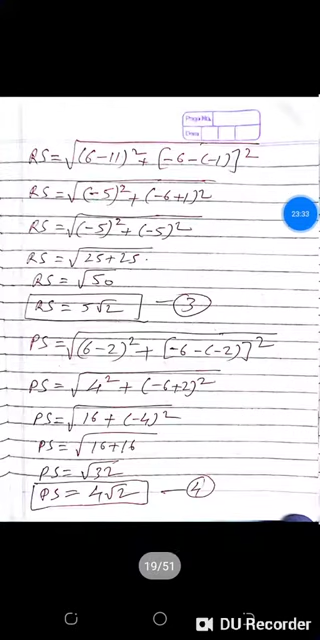 Page No.
Date
RS = √(6-11)² + [-6-(-1)]²
RS = √(-5)² + (-6+1)²
23:33
RS = √(-5)² + (-5)²
RS = √25+25.
RS = √50
RS = 5√2 — ③
PS = √(6-2)² + [-6-(-2)]²
PS = √4² + (-6+2)²
PS = √16 + (-4)²
PS = √16+16
PS = √32
PS = 4√2 — ④
19/51
DU Recorder